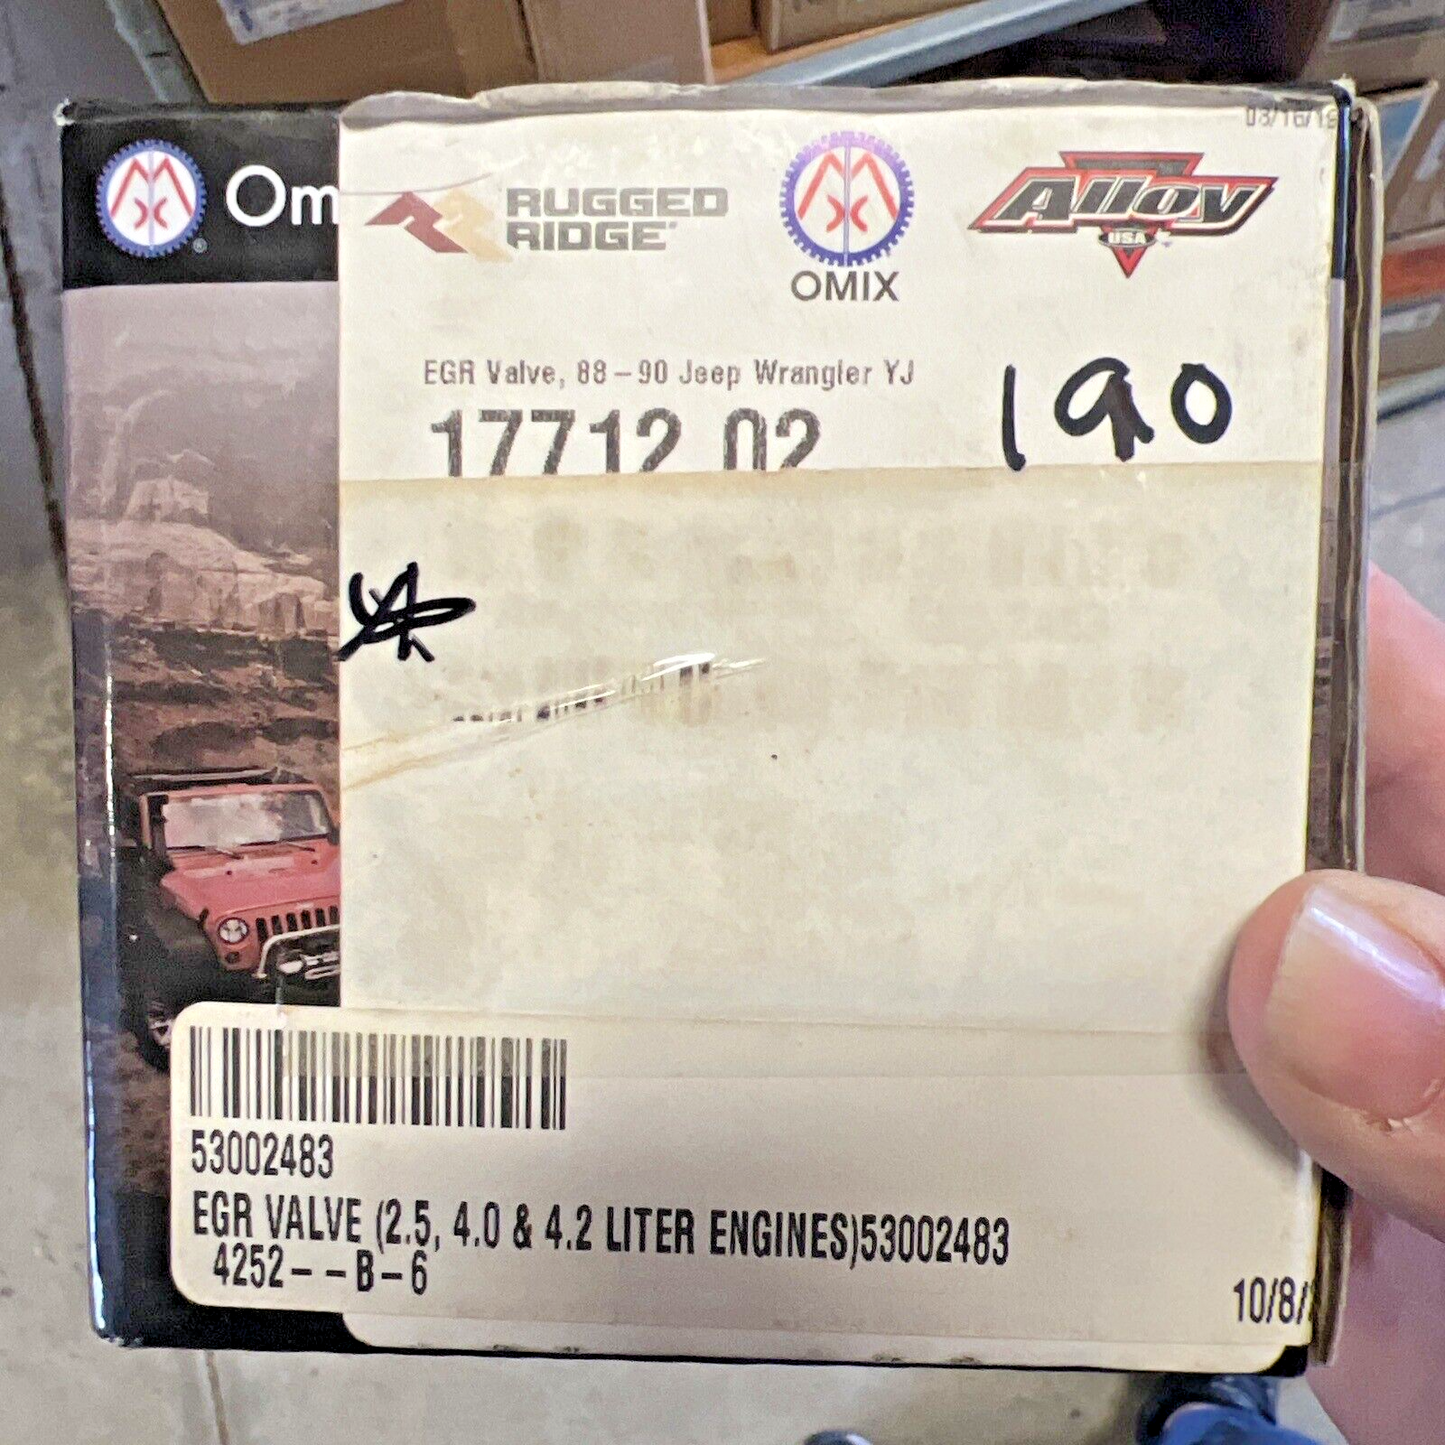 03/16/19
Om
RUGGED
RIDGE
OMIX
Alloy
USA
EGR Valve, 88-90 Jeep Wrangler YJ
17712 02
190
53002483
EGR VALVE (2.5, 4.0 & 4.2 LITER ENGINES)53002483
4252--B-6
10/8/